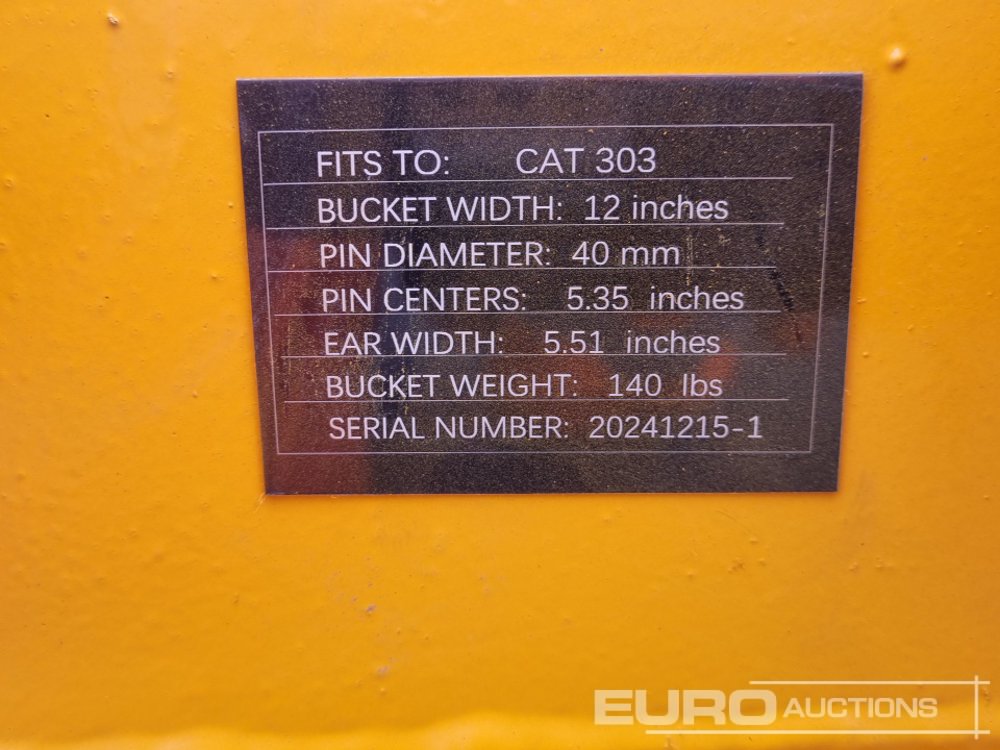 FITS TO: CAT 303
BUCKET WIDTH: 12 inches
PIN DIAMETER: 40 mm
PIN CENTERS: 5.35 inches
EAR WIDTH: 5.51 inches
BUCKET WEIGHT: 140 lbs
SERIAL NUMBER: 20241215-1
EURO AUCTIONS